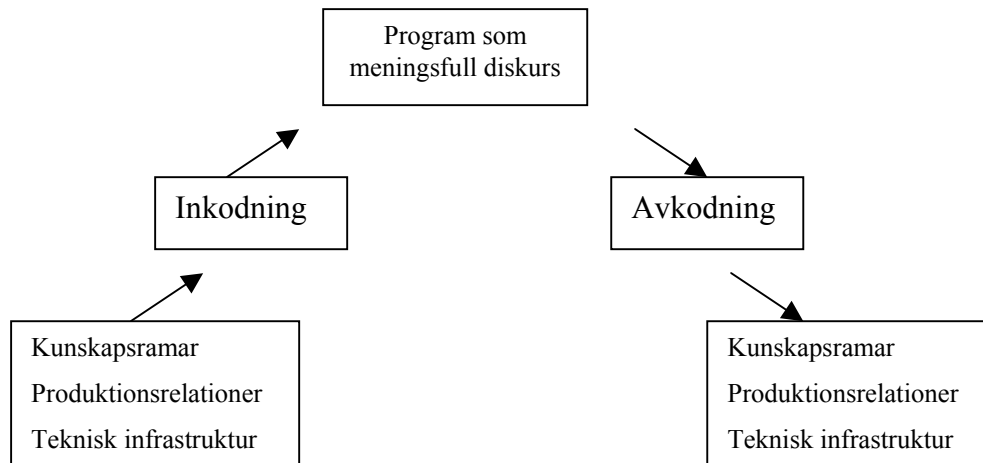 Program som
meningsfull diskurs
Inkodning
Avkodning
Kunskapsramar
Produktionsrelationer
Teknisk infrastruktur
Kunskapsramar
Produktionsrelationer
Teknisk infrastruktur